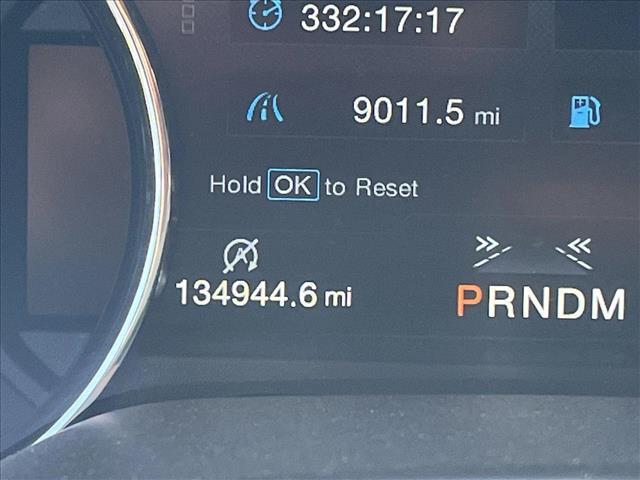 332:17:17
9011.5 mi
Hold OK to Reset
A
134944.6 mi
PRNDM